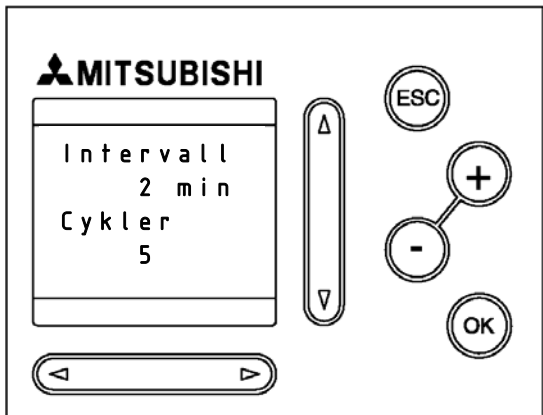 MITSUBISHI
ESC
Intervall
2 min
Cykler
5
+
-
OK